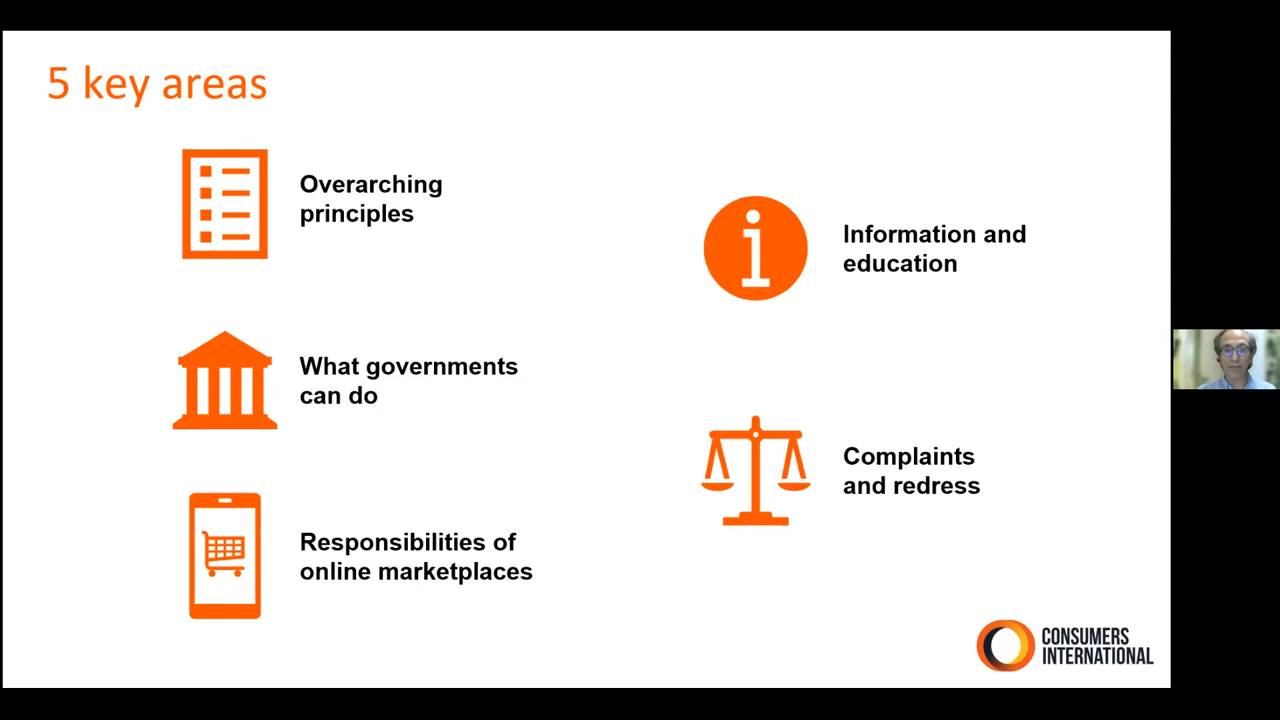 5 key areas
Overarching
principles
What governments
can do
Responsibilities of
online marketplaces
Information and
education
Complaints
and redress
CONSUMERS
INTERNATIONAL